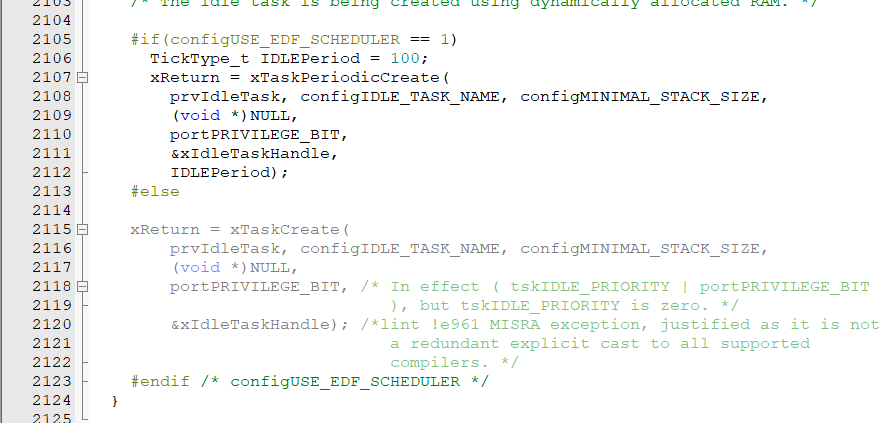 2103 /* The idle task is being created using dynamically allocated RAM. */
2104
2105 #if(configUSE_EDF_SCHEDULER == 1)
2106 TickType_t IDLEPeriod = 100;
2107 xReturn = xTaskPeriodicCreate(
2108 prvIdleTask, configIDLE_TASK_NAME, configMINIMAL_STACK_SIZE,
2109 (void *)NULL,
2110 portPRIVILEGE_BIT,
2111 &xIdleTaskHandle,
2112 IDLEPeriod);
2113 #else
2114
2115 xReturn = xTaskCreate(
2116 prvIdleTask, configIDLE_TASK_NAME, configMINIMAL_STACK_SIZE,
2117 (void *)NULL,
2118 portPRIVILEGE_BIT, /* In effect ( tskIDLE_PRIORITY | portPRIVILEGE_BIT
2119 ), but tskIDLE_PRIORITY is zero. */
2120 &xIdleTaskHandle); /*lint !e961 MISRA exception, justified as it is not
2121 a redundant explicit cast to all supported
2122 compilers. */
2123 #endif /* configUSE_EDF_SCHEDULER */
2124 }
2125